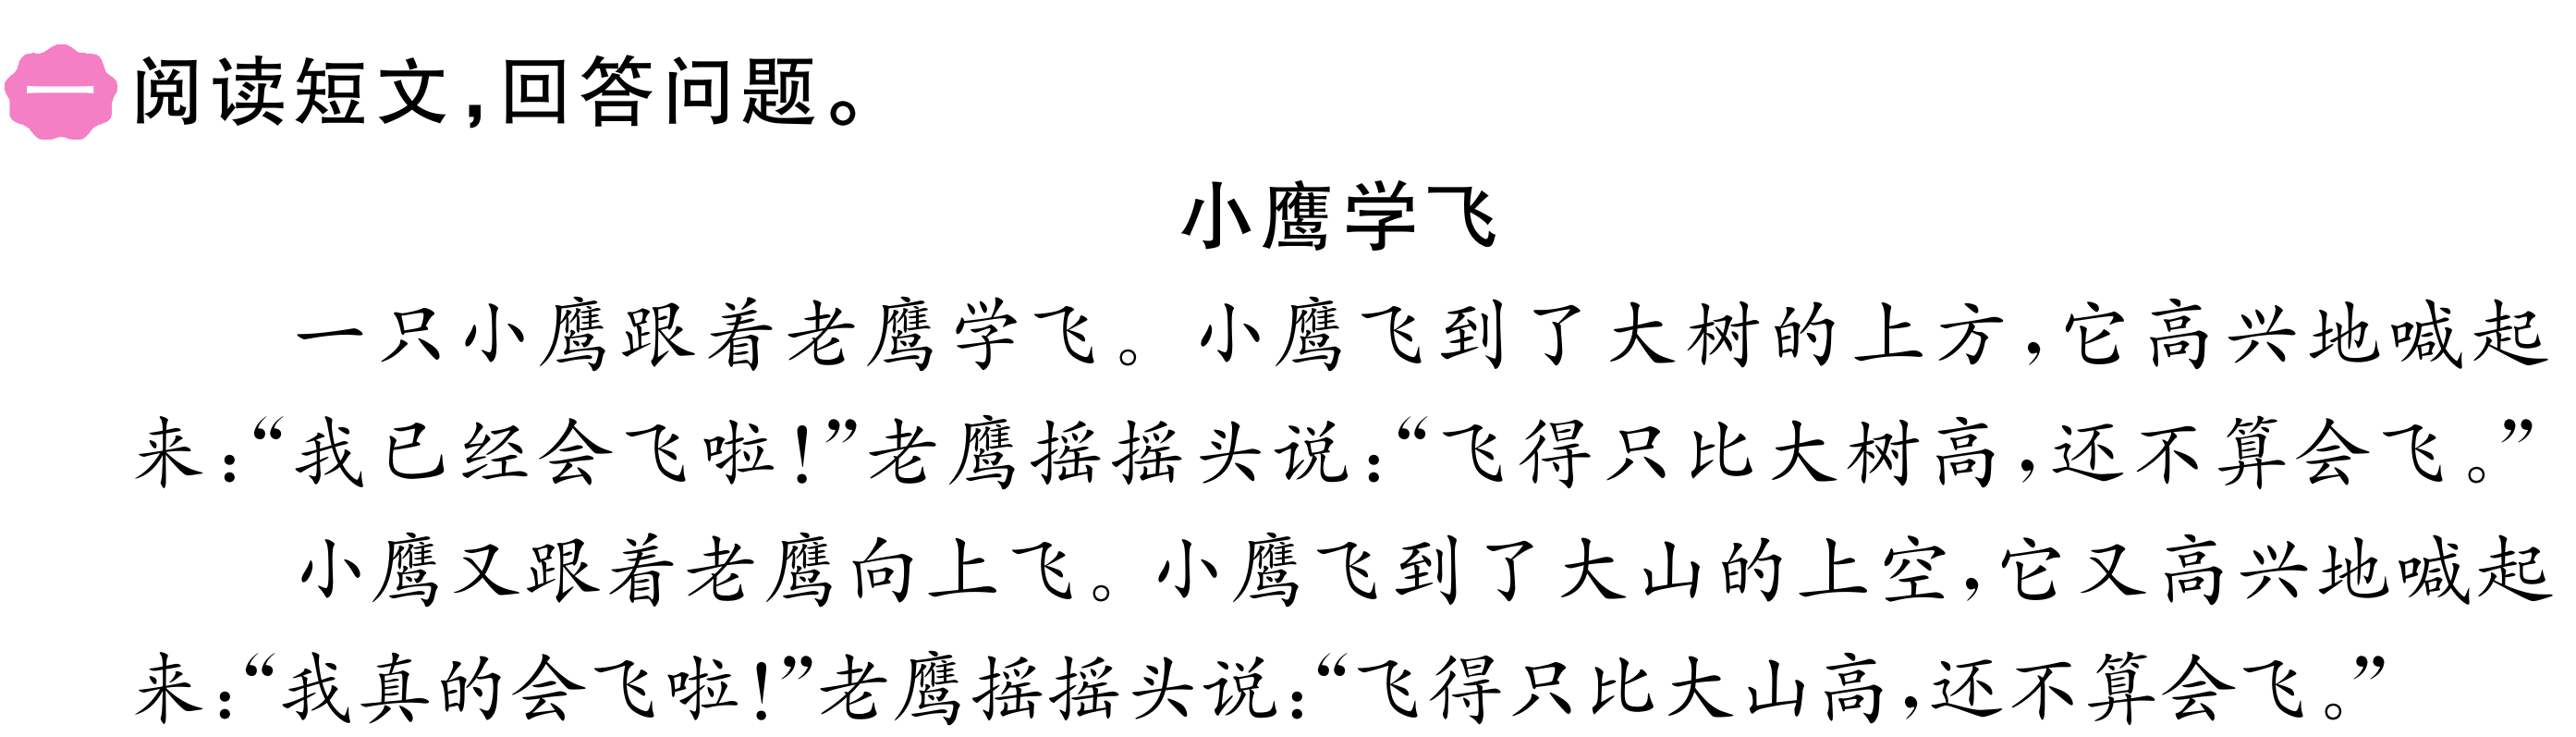 一 阅读短文,回答问题。
小鹰学飞
一只小鹰跟着老鹰学飞。小鹰飞到了大树的上方,它高兴地喊起
来:“我已经会飞啦!”老鹰摇摇头说:“飞得只比大树高,还不算会飞。”
小鹰又跟着老鹰向上飞。小鹰飞到了大山的上空,它又高兴地喊起
来:“我真的会飞啦!”老鹰摇摇头说:“飞得只比大山高,还不算会飞。”